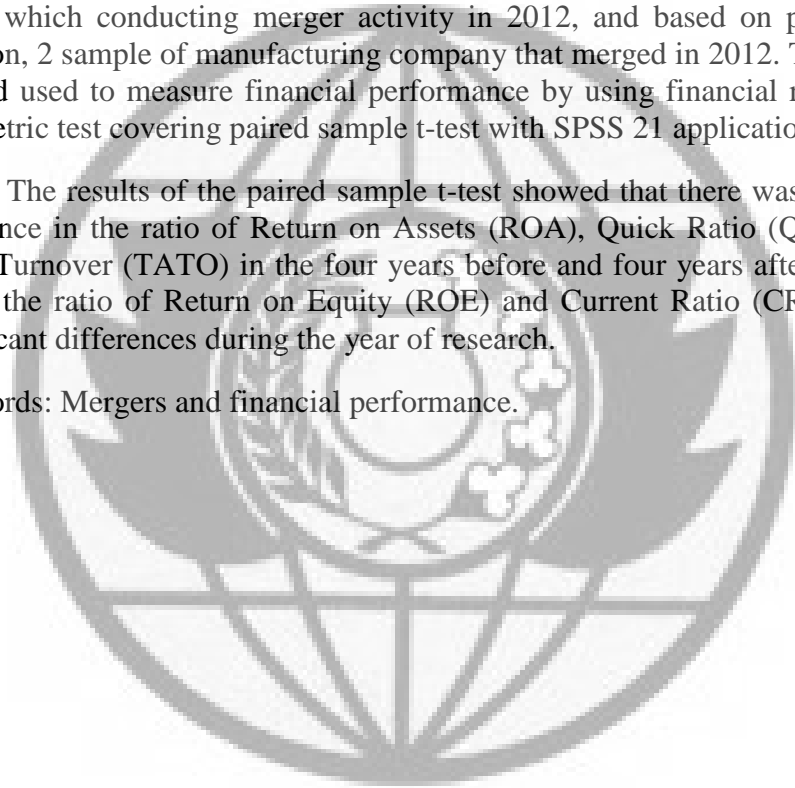 which conducting merger activity in 2012, and based on p
on, 2 sample of manufacturing company that merged in 2012. T
d used to measure financial performance by using financial r
etric test covering paired sample t-test with SPSS 21 applicatio
The results of the paired sample t-test showed that there was
nce in the ratio of Return on Assets (ROA), Quick Ratio (Q
Turnover (TATO) in the four years before and four years afte
the ratio of Return on Equity (ROE) and Current Ratio (CR
cant differences during the year of research.
ords: Mergers and financial performance.